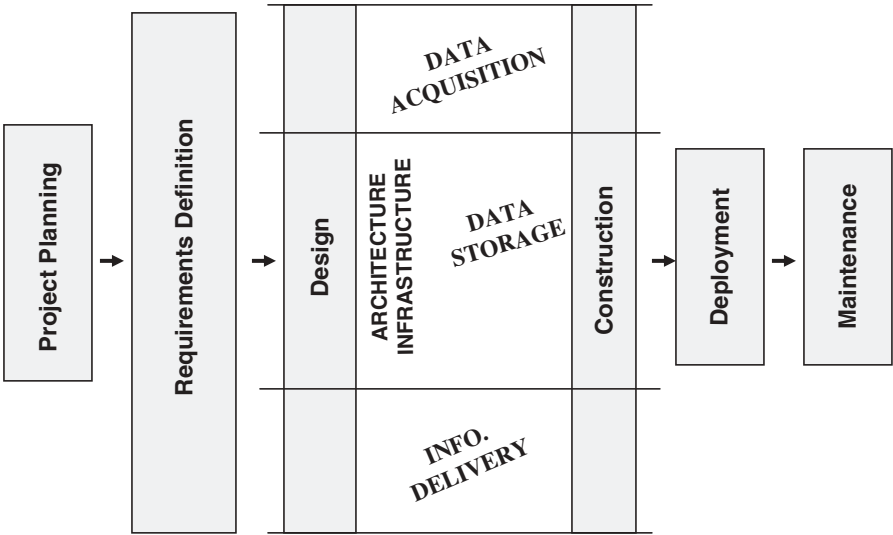 Project Planning
Requirements Definition
Design
ARCHITECTURE
INFRASTRUCTURE
DATA
ACQUISITION
DATA
STORAGE
INFO.
DELIVERY
Construction
Deployment
Maintenance